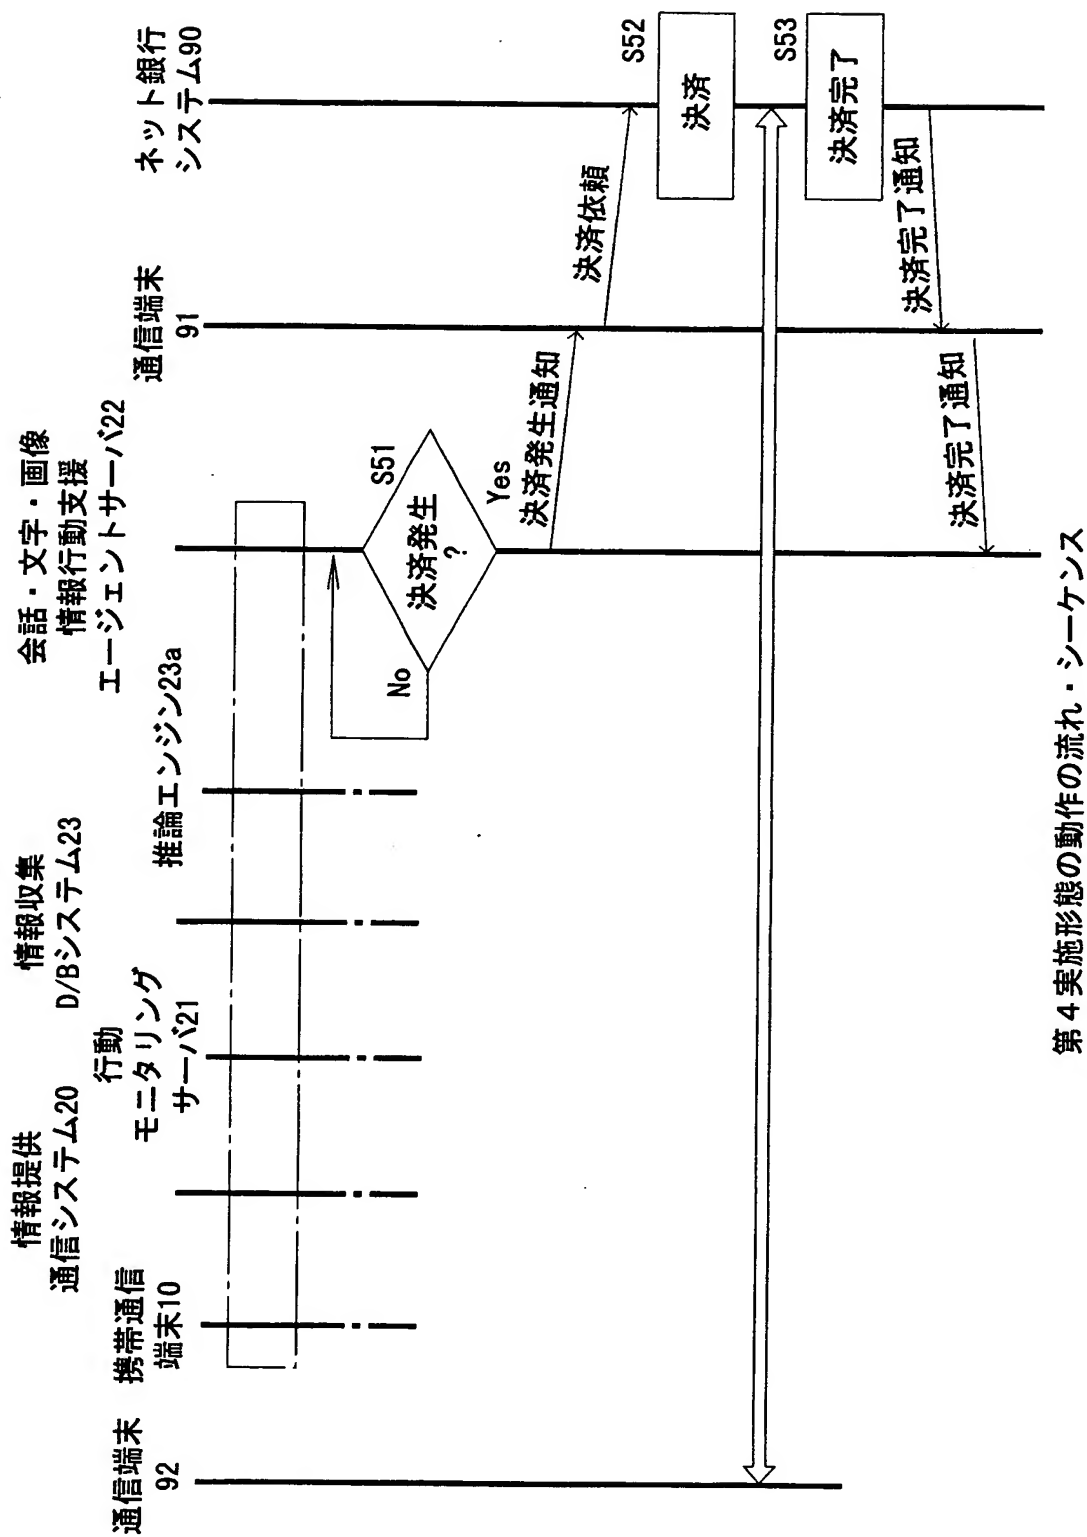 通信端末
92
携帯通信
端末10
情報提供
通信システム20
行動
モニタリング
サーバ21
情報収集
D/Bシステム23
推論エンジン23a
会話・文字・画像
情報行動支援
エージェントサーバ22
通信端末
91
ネット銀行
システム90
S51
決済発生
?
No
Yes
決済発生通知
決済依頼
S52
決済
S53
決済完了
決済完了通知
決済完了通知
第4実施形態の動作の流れ・シーケンス